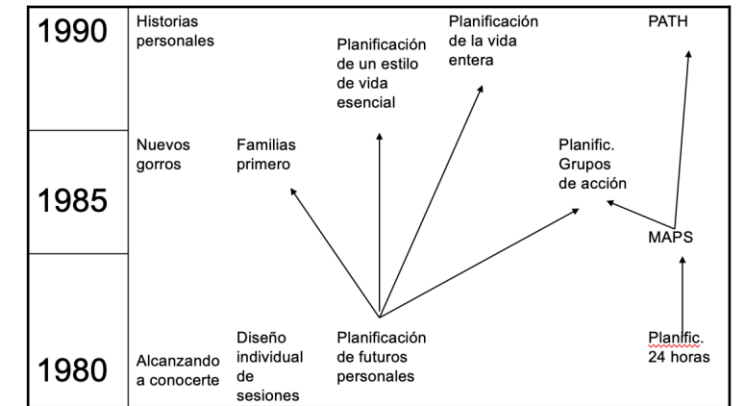 1990
Historias
personales
Planificación
de un estilo
de vida
esencial
Planificación
de la vida
entera
PATH
1985
Nuevos
gorros
Familias
primero
Planific.
Grupos
de acción
MAPS
1980
Alcanzando
a conocerte
Diseño
individual
de
sesiones
Planificación
de futuros
personales
Planific.
24 horas